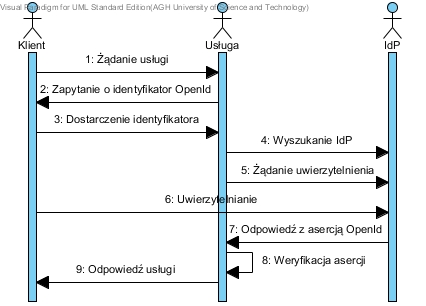 Visual Paradigm for UML Standard Edition(AGH University of Science and Technology)
Klient
Usługa
IdP
1: Żądanie usługi
2: Zapytanie o identyfikator OpenId
3: Dostarczenie identyfikatora
4: Wyszukanie IdP
5: Żądanie uwierzytelnienia
6: Uwierzytelnianie
7: Odpowiedź z asercją OpenId
8: Weryfikacja asercji
9: Odpowiedź usługi